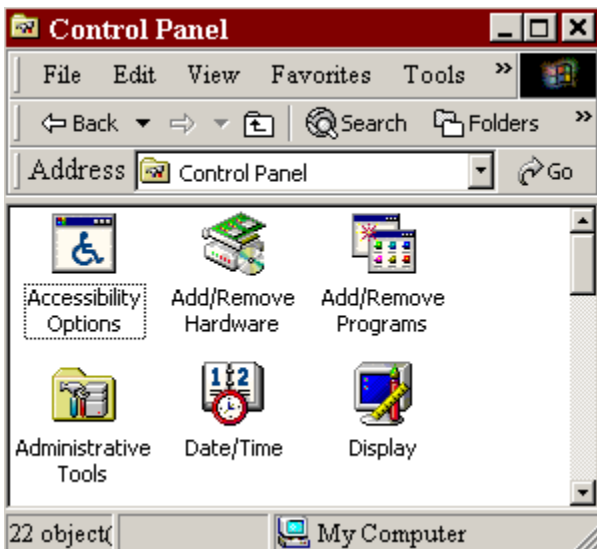 Control Panel
File Edit View Favorites Tools »
Back Search Folders »
Address Control Panel Go
Accessibility Options Add/Remove Hardware Add/Remove Programs
Administrative Tools Date/Time Display
22 object( My Computer